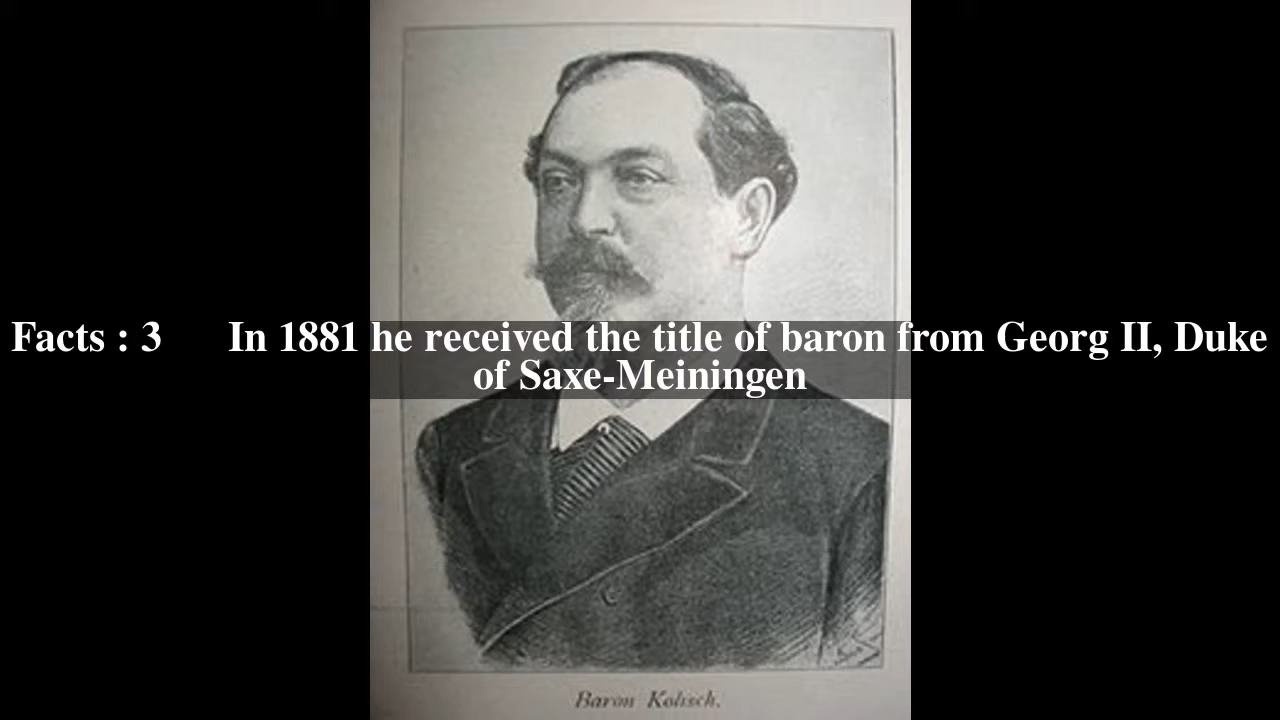 Facts : 3 In 1881 he received the title of baron from Georg II, Duke
of Saxe-Meiningen
Baron Kolisch.